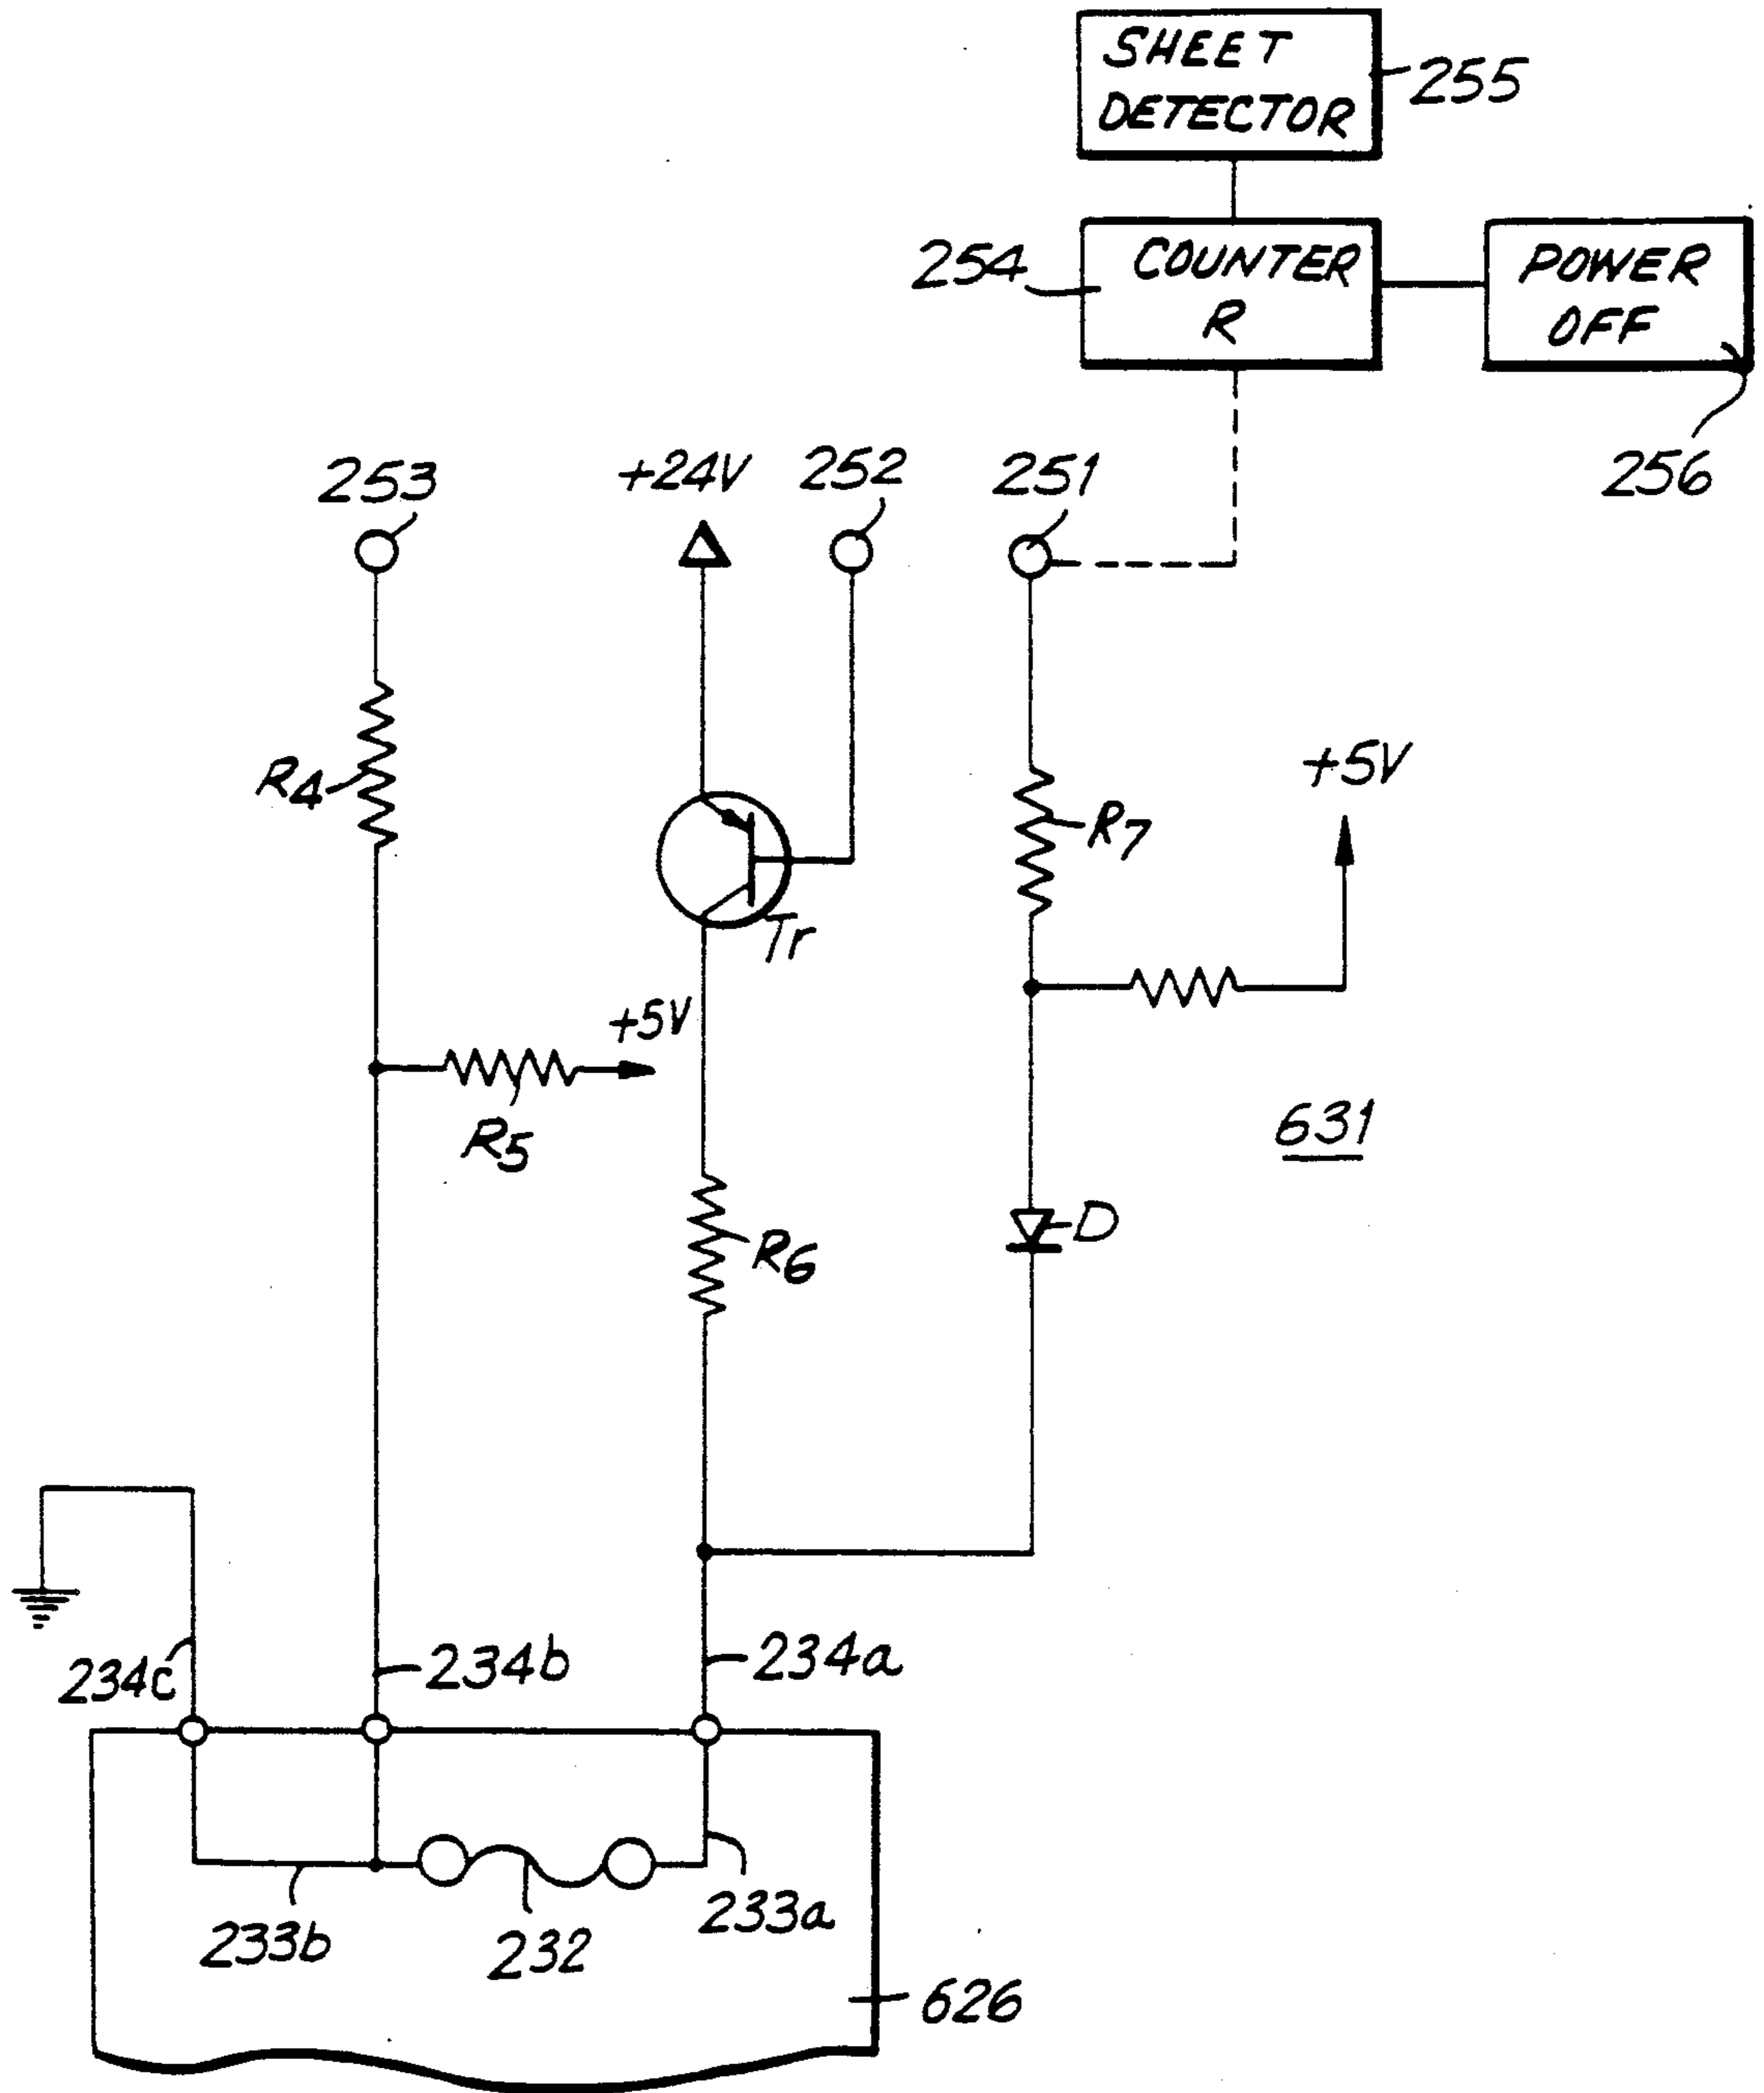 SHEET
DETECTOR
255
254
COUNTER
R
POWER
OFF
256
253
+24V
252
251
R4
R7
+5V
Tr
+5V
R5
631
R6
D
234c
234b
234a
233b
232
233a
626